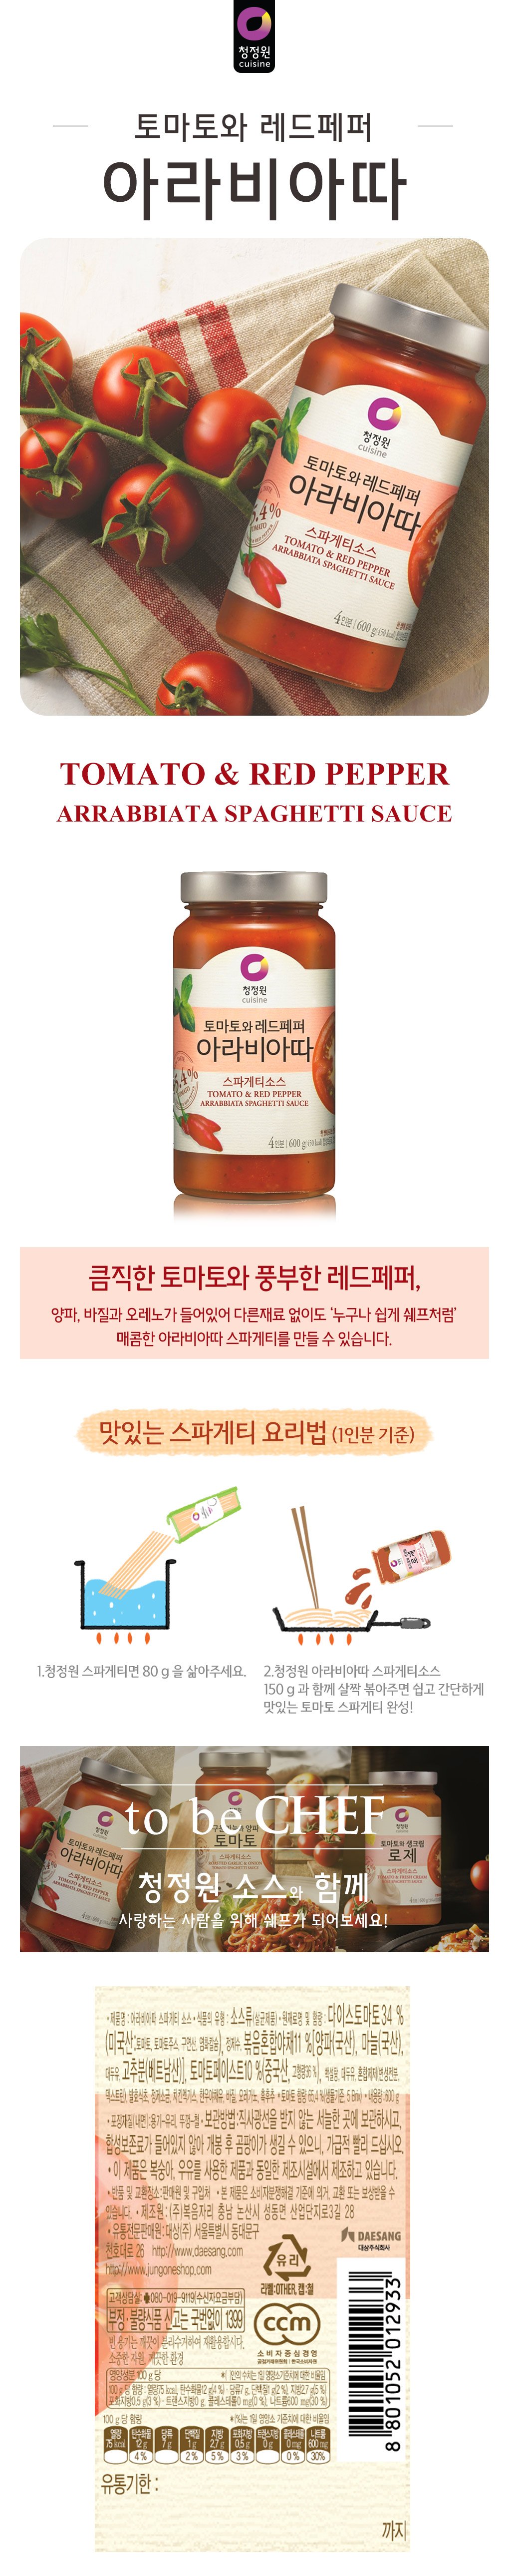 청정원
cuisine
토마토와 레드페퍼
아라비아따
청정원
cuisine
토마토와 레드페퍼
아라비아따
스파게티소스
TOMATO & RED PEPPER
ARRABBIATA SPAGHETTI SAUCE
4인분 | 600 g
TOMATO & RED PEPPER
ARRABBIATA SPAGHETTI SAUCE
청정원
cuisine
토마토와 레드페퍼
아라비아따
스파게티소스
TOMATO & RED PEPPER
ARRABBIATA SPAGHETTI SAUCE
4인분 | 600 g
큼직한 토마토와 풍부한 레드페퍼,
양파, 바질과 오레노가 들어있어 다른재료 없이도 '누구나 쉽게 쉐프처럼'
매콤한 아라비아따 스파게티를 만들 수 있습니다.
맛있는 스파게티 요리법 (1인분 기준)
1.청정원 스파게티면 80 g 을 삶아주세요.
2.청정원 아라비아따 스파게티소스
150 g 과 함께 살짝 볶아주면 쉽고 간단하게
맛있는 토마토 스파게티 완성!
to be CHEF
청정원 소스와 함께
사랑하는 사람을 위해 쉐프가 되어보세요!
토마토와 레드페퍼
아라비아따
토마토
토마토와 생크림
로제
•제품명 : 아라비아따 스파게티 소스 •식품의 유형 : 소스류(살균제품) •원재료명 및 함량 : 다이스토마토34 %
(미국산:토마토, 토마토쥬스, 구연산, 염화칼슘), 정제수, 볶음혼합야채11 %[양파(국산), 마늘(국산),
대두유, 고추분(베트남산)], 토마토페이스트10 %(중국산,
•포장재질(내면):용기-유리, 뚜껑-철 •보관방법:직사광선을 받지 않는 서늘한 곳에 보관하시고,
합성보존료가 들어있지 않아 개봉 후 곰팡이가 생길 수 있으니, 가급적 빨리 드십시오.
•이 제품은 복숭아, 우유를 사용한 제품과 동일한 제조시설에서 제조하고 있습니다.
•반품 및 교환장소:판매원 및 구입처 •본 제품은 소비자분쟁해결 기준에 의거, 교환 또는 보상받을 수
있습니다. •제조원 : (주)복음자리 충남 논산시 성동면 산업단지로3길 28
•유통전문판매원 : 대상(주) 서울특별시 동대문구
천호대로 26 http://www.daesang.com
http://www.jungoneshop.com
유리
라벨:OTHER, 캡:철
DAESANG
대상주식회사
고객상담실: 080-019-9119(수신자요금부담)
부정·불량식품 신고는 국번없이 1399
빈 용기는 깨끗이 분리수거하여 재활용합시다.
소중한 자원, 깨끗한 환경
ccm
소비자중심경영
공정거래위원회 | 한국소비자원
영양성분 100 g 당
100 g 당 함량
열량 75 kcal
탄수화물 12 g 4%
당류 7 g
단백질 2%
지방 2.7 g 5%
포화지방 0.5 g 3%
트랜스지방 0 g
콜레스테롤 0 mg 0%
나트륨 600 mg 30%
8 801052 012933
유통기한 :
까지